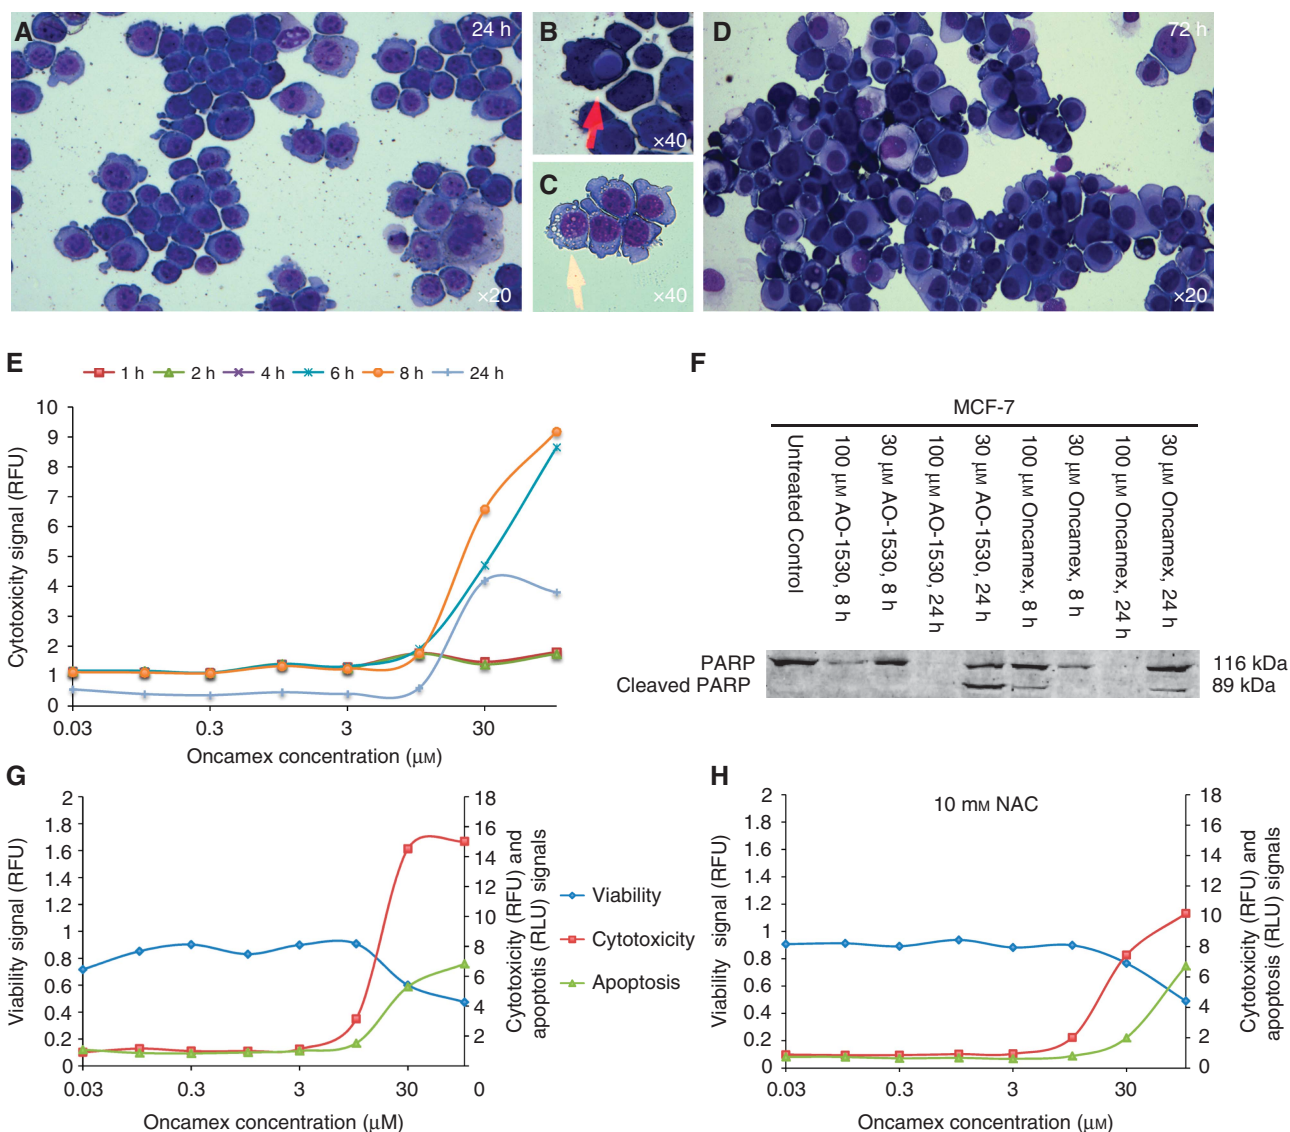 A
24 h
×20
B
×40
C
×40
D
72 h
×20
E
1 h 2 h 4 h 6 h 8 h 24 h
Cytotoxicity signal (RFU)
10
9
8
7
6
5
4
3
2
1
0
0.03 0.3 3 30
Oncamex concentration (μM)
F
MCF-7
Untreated Control
100 μM AO-1530, 8 h
30 μM AO-1530, 8 h
100 μM AO-1530, 24 h
30 μM AO-1530, 24 h
100 μM Oncamex, 8 h
30 μM Oncamex, 8 h
100 μM Oncamex, 24 h
30 μM Oncamex, 24 h
PARP 116 kDa
Cleaved PARP 89 kDa
G
Viability signal (RFU)
2
1.8
1.6
1.4
1.2
1
0.8
0.6
0.4
0.2
0
18
16
14
12
10
8
6
4
2
0
Cytotoxicity (RFU) and
apoptotis (RLU) signals
0.03 0.3 3 30
Oncamex concentration (μM)
Viability
Cytotoxicity
Apoptosis
H
10 mM NAC
Viability signal (RFU)
2
1.8
1.6
1.4
1.2
1
0.8
0.6
0.4
0.2
0
18
16
14
12
10
8
6
4
2
0
Cytotoxicity (RFU) and
apoptosis (RLU) signals
0.03 0.3 3 30
Oncamex concentration (μM)